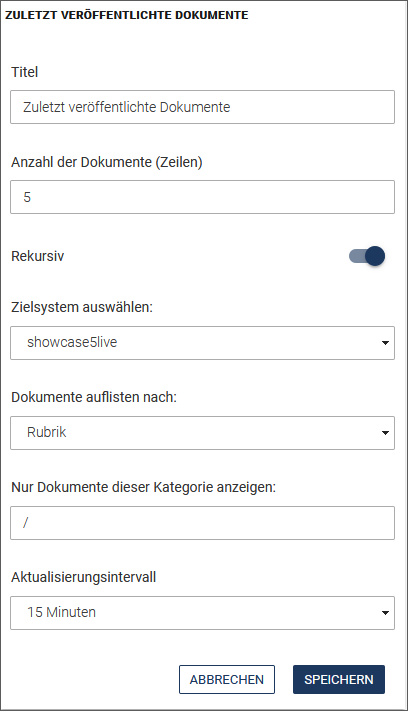 ZULETZT VERÖFFENTLICHTE DOKUMENTE
Titel
Zuletzt veröffentlichte Dokumente
Anzahl der Dokumente (Zeilen)
5
Rekursiv
Zielsystem auswählen:
showcase5live
Dokumente auflisten nach:
Rubrik
Nur Dokumente dieser Kategorie anzeigen:
/
Aktualisierungsintervall
15 Minuten
ABBRECHEN SPEICHERN